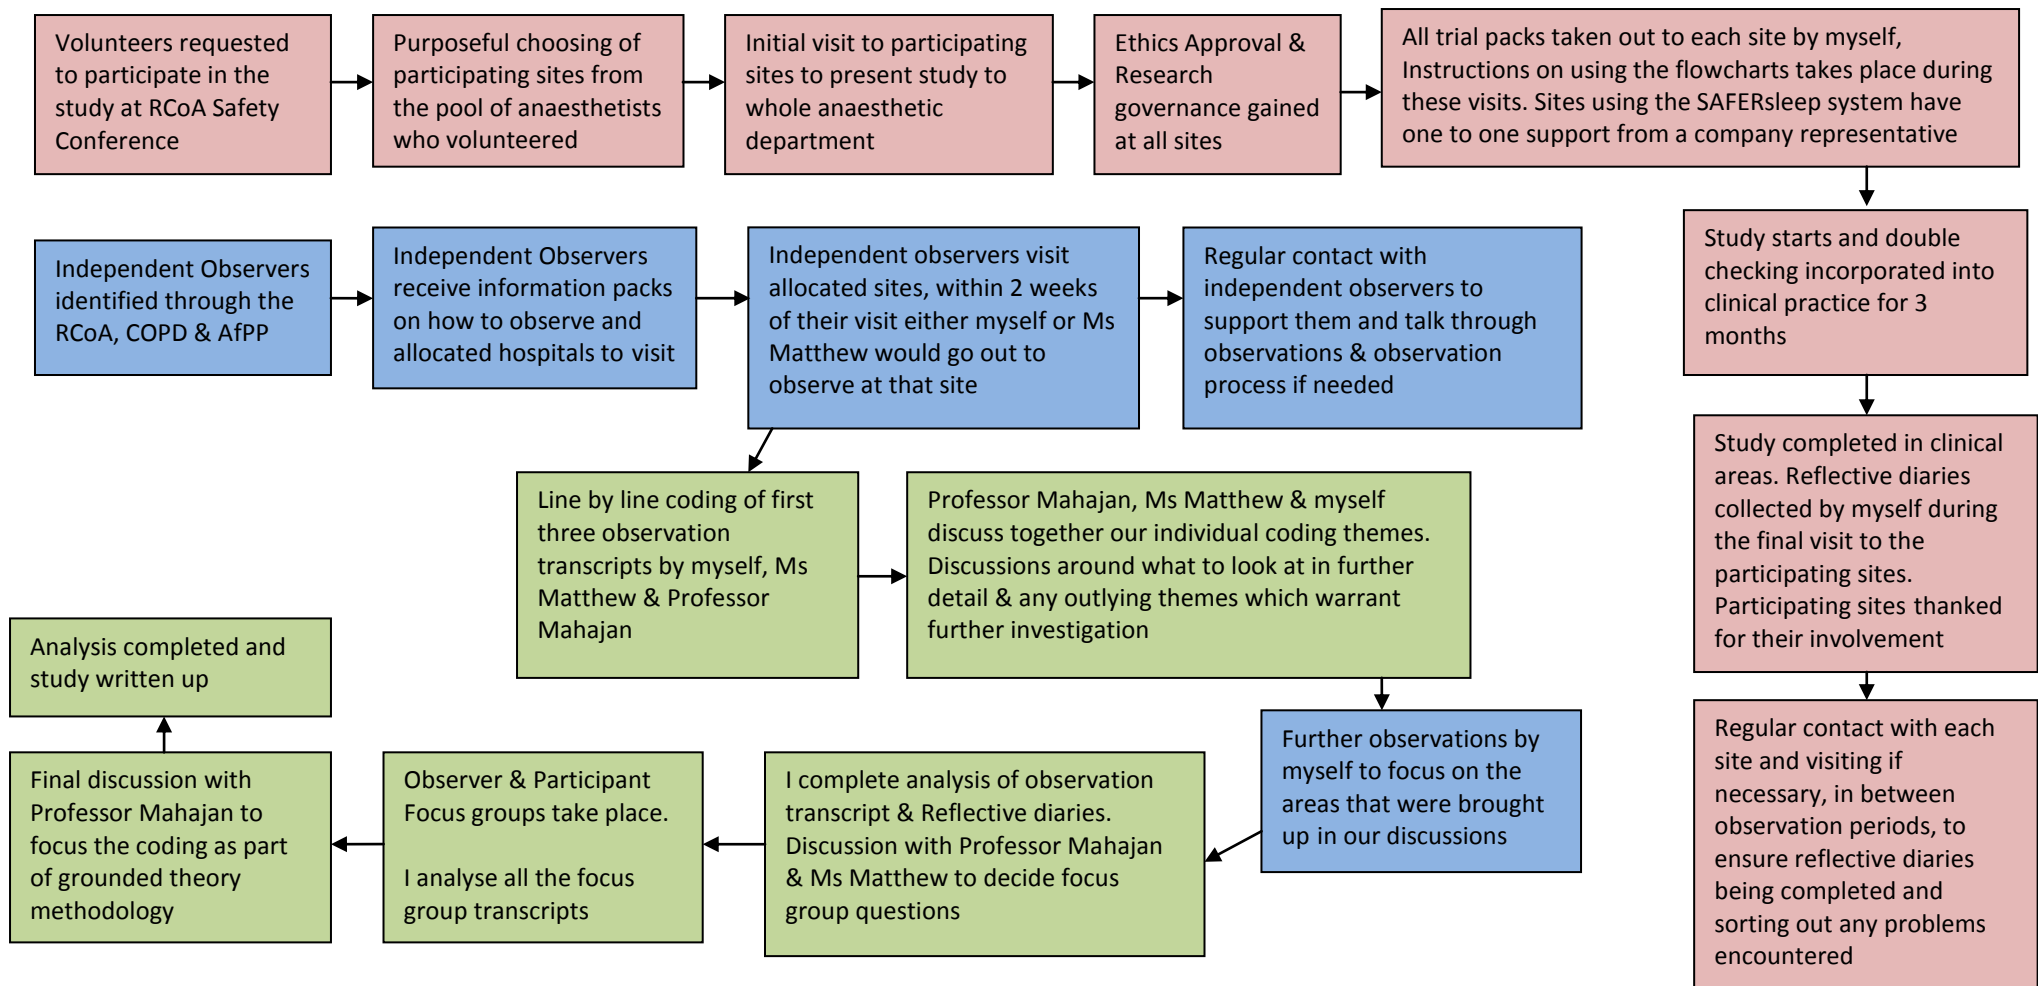 Volunteers requested
to participate in the
study at RCoA Safety
Conference
Purposeful choosing of
participating sites from
the pool of anaesthetists
who volunteered
Initial visit to participating
sites to present study to
whole anaesthetic
department
Ethics Approval &
Research
governance gained
at all sites
All trial packs taken out to each site by myself,
Instructions on using the flowcharts takes place during
these visits. Sites using the SAFERsleep system have
one to one support from a company representative
Study starts and double
checking incorporated into
clinical practice for 3
months
Study completed in clinical
areas. Reflective diaries
collected by myself during
the final visit to the
participating sites.
Participating sites thanked
for their involvement
Regular contact with each
site and visiting if
necessary, in between
observation periods, to
ensure reflective diaries
being completed and
sorting out any problems
encountered
Independent Observers
identified through the
RCoA, COPD & AfPP
Independent Observers
receive information packs
on how to observe and
allocated hospitals to visit
Independent observers visit
allocated sites, within 2 weeks
of their visit either myself or Ms
Matthew would go out to
observe at that site
Regular contact with
independent observers to
support them and talk through
observations & observation
process if needed
Line by line coding of first
three observation
transcripts by myself, Ms
Matthew & Professor
Mahajan
Professor Mahajan, Ms Matthew & myself
discuss together our individual coding themes.
Discussions around what to look at in further
detail & any outlying themes which warrant
further investigation
Further observations by
myself to focus on the
areas that were brought
up in our discussions
I complete analysis of observation
transcript & Reflective diaries.
Discussion with Professor Mahajan
& Ms Matthew to decide focus
group questions
Observer & Participant
Focus groups take place.
I analyse all the focus
group transcripts
Final discussion with
Professor Mahajan to
focus the coding as part
of grounded theory
methodology
Analysis completed and
study written up